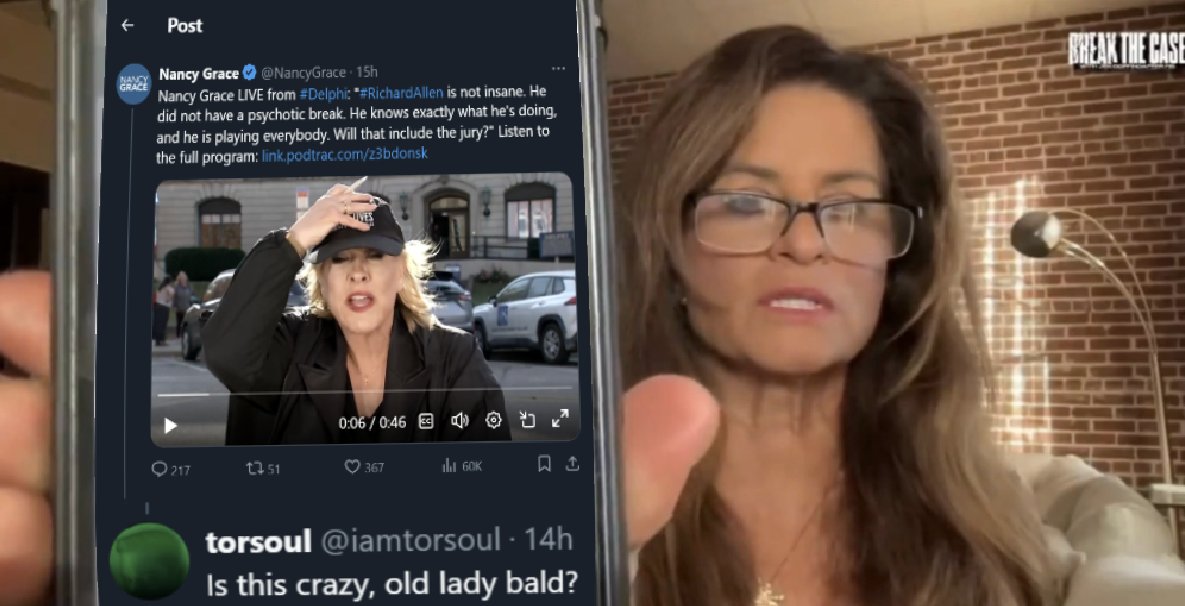 Post
BREAK THE CASE
NANCY GRACE
Nancy Grace @NancyGrace · 15h
Nancy Grace LIVE from #Delphi: "#RichardAllen is not insane. He
did not have a psychotic break. He knows exactly what he's doing,
and he is playing everybody. Will that include the jury?" Listen to
the full program: link.podtrac.com/z3bdonsk
0:06 / 0:46 CC
217 51 367 60K
torsoul @iamtorsoul · 14h
Is this crazy, old lady bald?